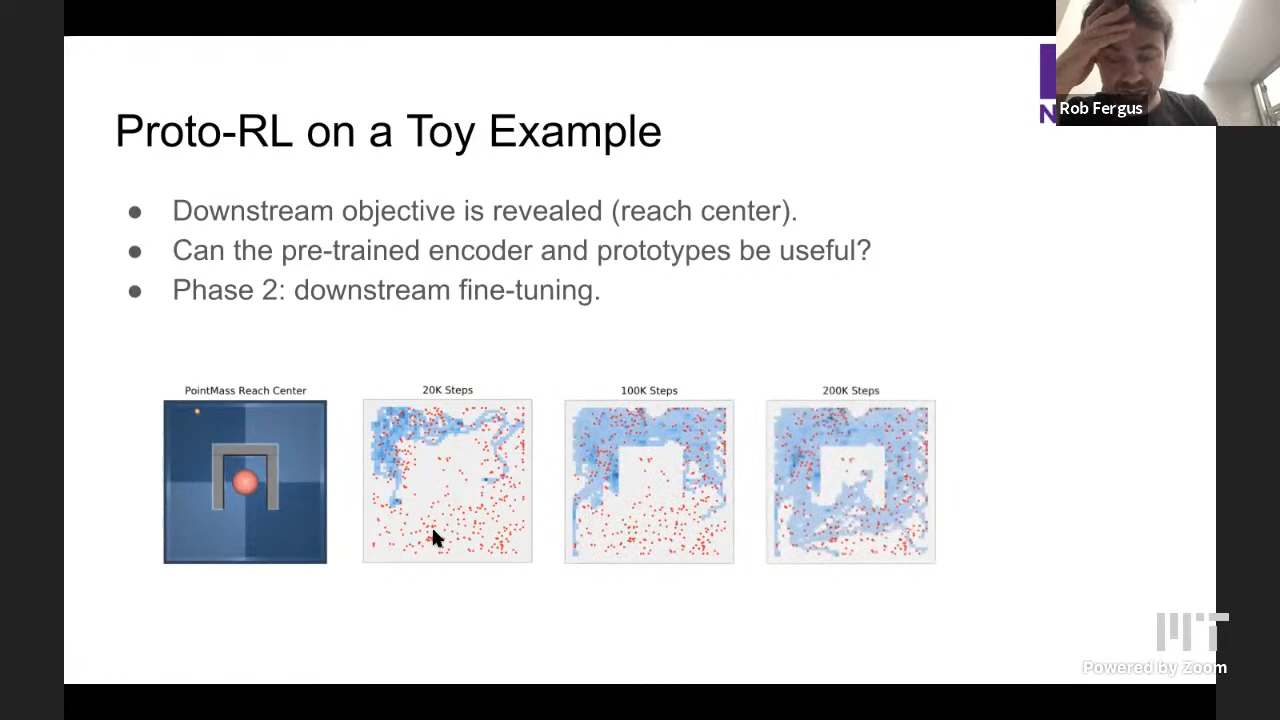 Rob Fergus
N
Proto-RL on a Toy Example
● Downstream objective is revealed (reach center).
● Can the pre-trained encoder and prototypes be useful?
● Phase 2: downstream fine-tuning.
PointMass Reach Center
20K Steps
100K Steps
200K Steps
MIT
Powered by Zoom